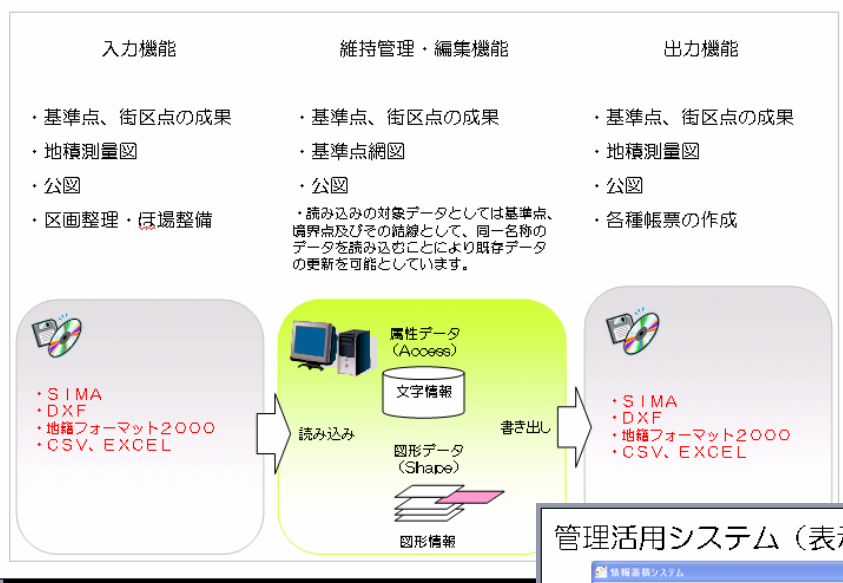 入力機能
・基準点、街区点の成果
・地積測量図
・公図
・区画整理・ほ場整備
維持管理・編集機能
・基準点、街区点の成果
・基準点網図
・公図
・読み込みの対象データとしては基準点、
境界点及びその結線として、同一名称の
データを読み込むことにより既存データ
の更新を可能としています。
出力機能
・基準点、街区点の成果
・地積測量図
・公図
・各種帳票の作成
・ＳＩＭＡ
・ＤＸＦ
・地籍フォーマット２０００
・ＣＳＶ、ＥＸＣＥＬ
読み込み
属性データ
（Access）
文字情報
図形データ
（Shape）
図形情報
書き出し
・ＳＩＭＡ
・ＤＸＦ
・地籍フォーマット２０００
・ＣＳＶ、ＥＸＣＥＬ
管理活用システム（表示
情報蓄積システム